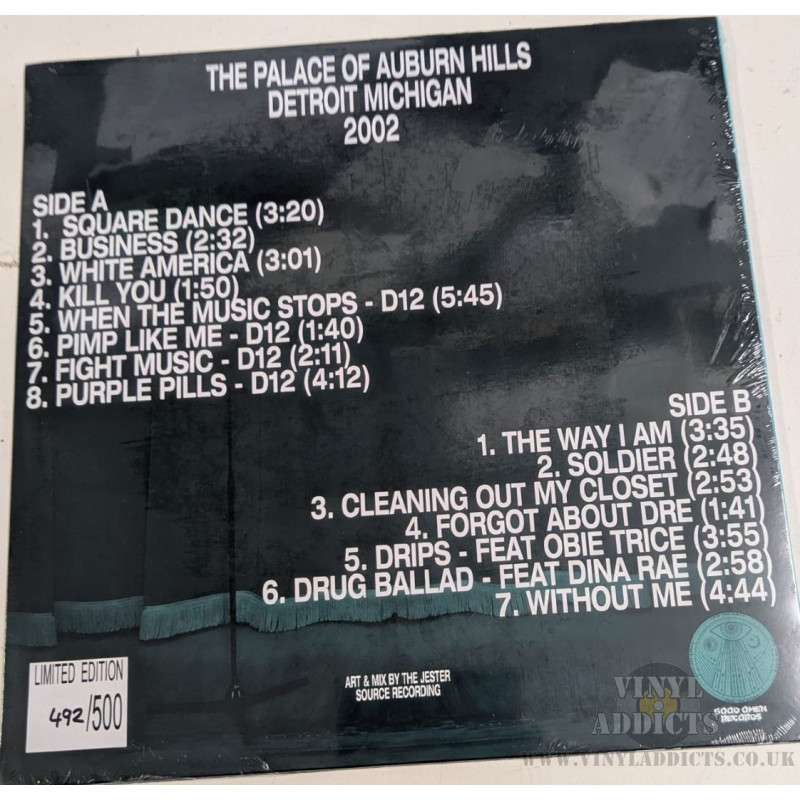 THE PALACE OF AUBURN HILLS
DETROIT MICHIGAN
2002
SIDE A
1. SQUARE DANCE (3:20)
2. BUSINESS (2:32)
3. WHITE AMERICA (3:01)
4. KILL YOU (1:50)
5. WHEN THE MUSIC STOPS - D12 (5:45)
6. PIMP LIKE ME - D12 (1:40)
7. FIGHT MUSIC - D12 (2:11)
8. PURPLE PILLS - D12 (4:12)
SIDE B
1. THE WAY I AM (3:35)
2. SOLDIER (2:48)
3. CLEANING OUT MY CLOSET (2:53)
4. FORGOT ABOUT DRE (1:41)
5. DRIPS - FEAT OBIE TRICE (3:55)
6. DRUG BALLAD - FEAT DINA RAE (2:58)
7. WITHOUT ME (4:44)
LIMITED EDITION
492/500
ART & MIX BY THE JESTER
SOURCE RECORDING
GOOD OMEN
RECORDS
VINYL
ADDICTS
WWW.VINYLADDICTS.CO.UK